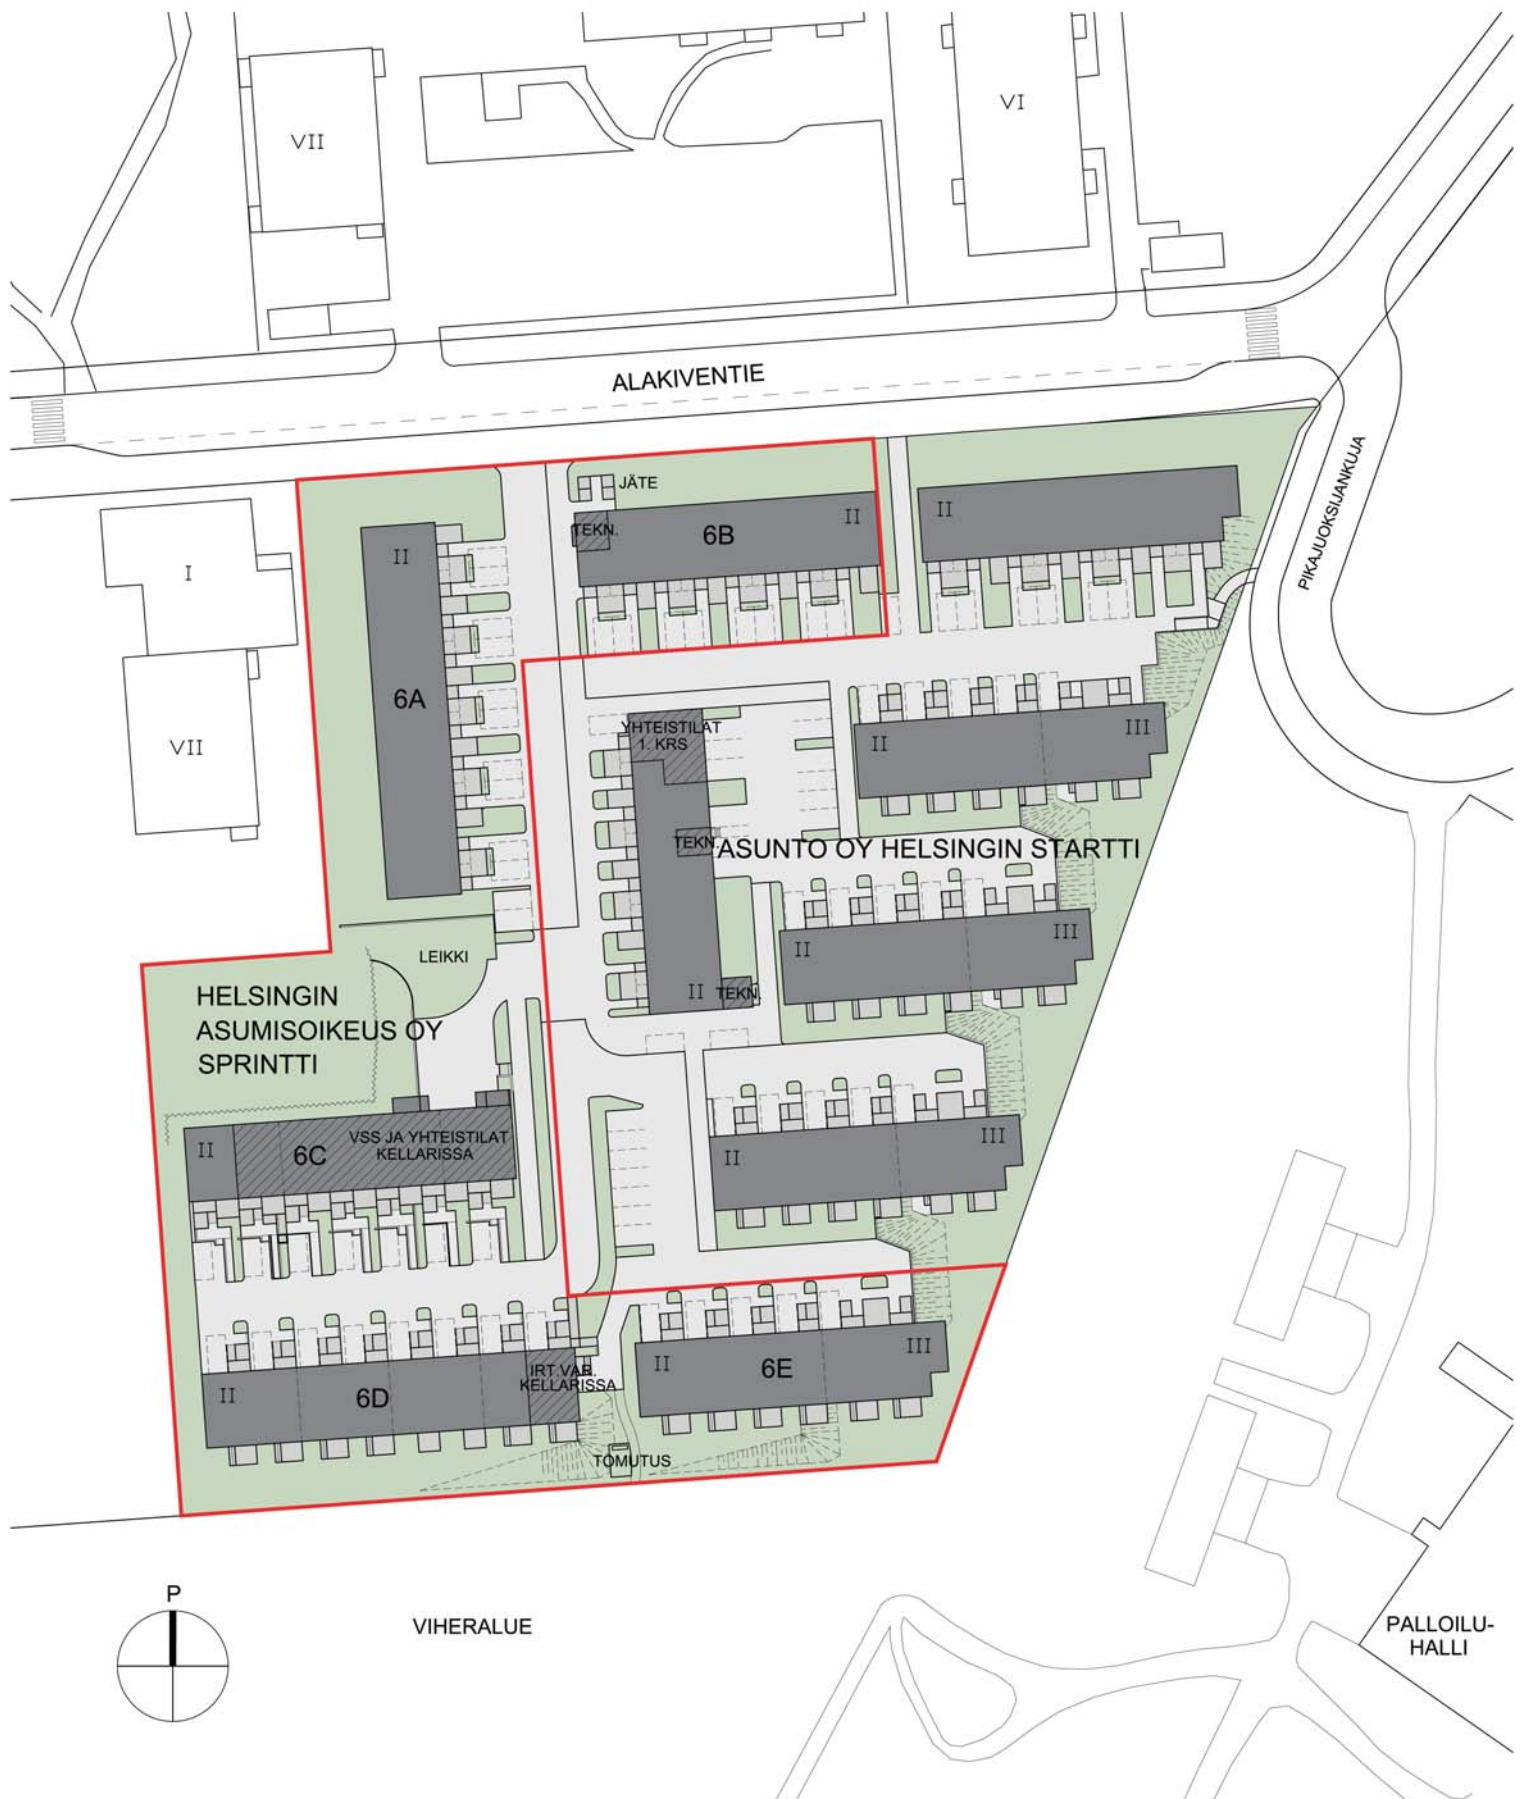 VII
VI
ALAKIVENTIE
PIKAJUOKSIJANKUJA
JÄTE
TEKN.
6B
II
II
II
I
6A
VII
YHTEISTILAT
1. KRS
II
III
TEKN.
ASUNTO OY HELSINGIN STARTTI
II
III
LEIKKI
II
TEKN.
HELSINGIN
ASUMISOIKEUS OY
SPRINTTI
II
6C
VSS JA YHTEISTILAT
KELLARISSA
II
III
II
6D
IRT.VAR.
KELLARISSA
II
6E
III
TOMUTUS
P
VIHERALUE
PALLOILU-
HALLI